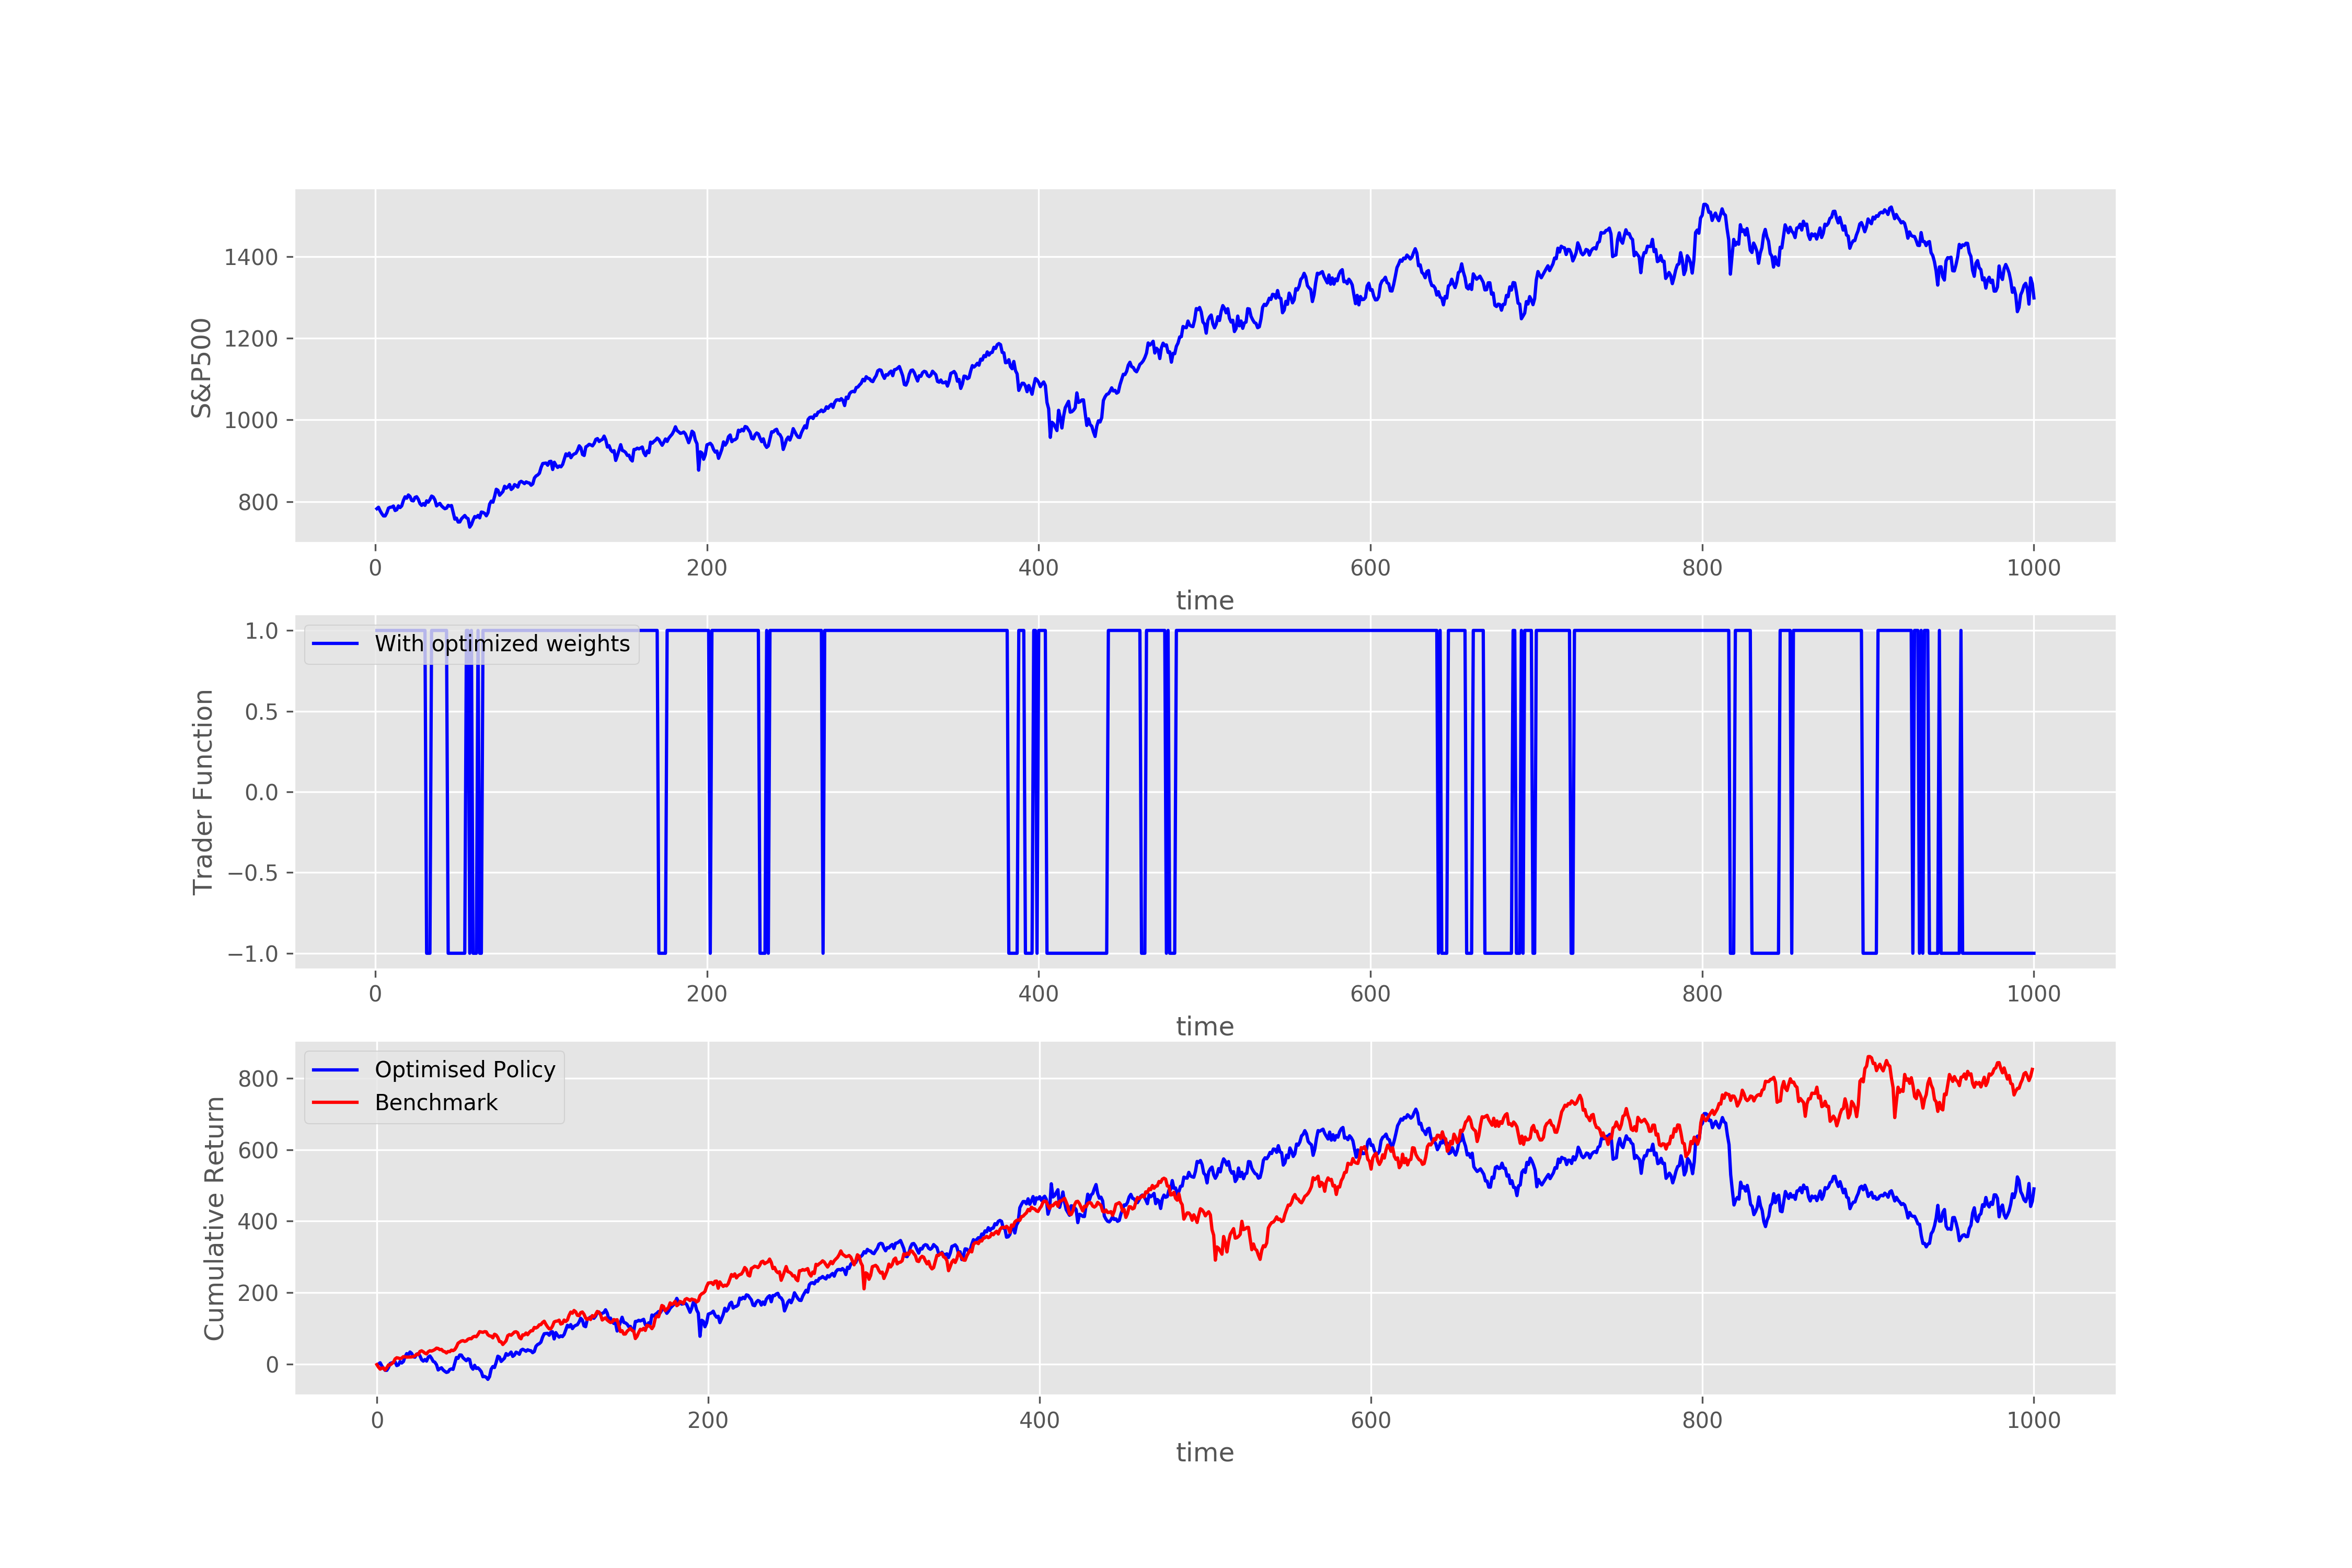 1400
1200
1000
800
S&P500
0 200 400 600 800 1000
time
With optimized weights
1.0
0.5
0.0
−0.5
−1.0
Trader Function
0 200 400 600 800 1000
time
Optimised Policy
Benchmark
800
600
400
200
0
Cumulative Return
0 200 400 600 800 1000
time